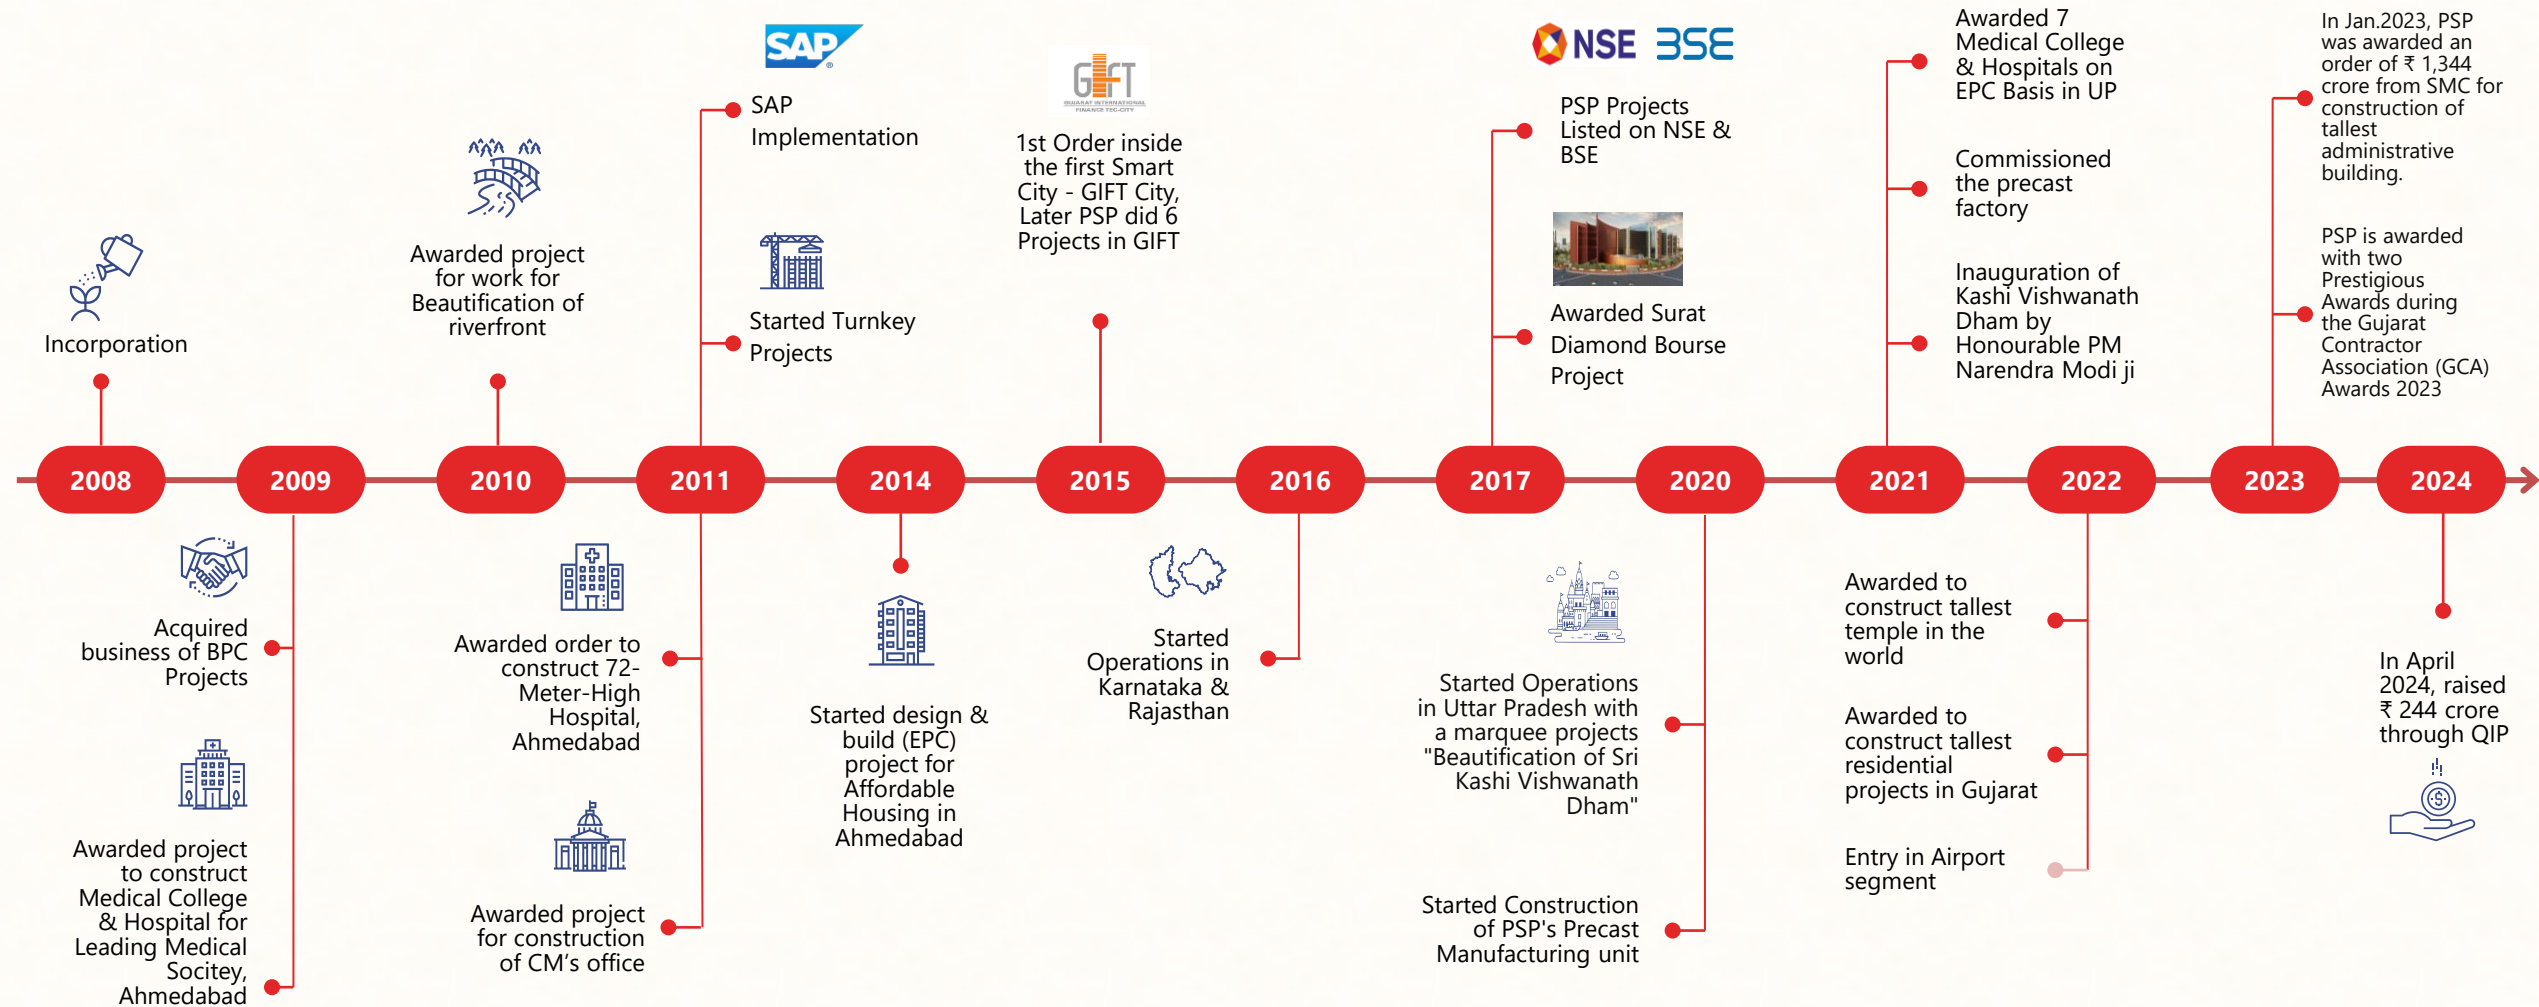 SAP
®
SAP
Implementation
Started Turnkey
Projects
GIFT
GUJARAT INTERNATIONAL
FINANCE TEC-CITY
1st Order inside
the first Smart
City - GIFT City,
Later PSP did 6
Projects in GIFT
NSE BSE
PSP Projects
Listed on NSE &
BSE
Awarded Surat
Diamond Bourse
Project
Awarded 7
Medical College
& Hospitals on
EPC Basis in UP
Commissioned
the precast
factory
Inauguration of
Kashi Vishwanath
Dham by
Honourable PM
Narendra Modi ji
In Jan.2023, PSP
was awarded an
order of ₹ 1,344
crore from SMC for
construction of
tallest
administrative
building.
PSP is awarded
with two
Prestigious
Awards during
the Gujarat
Contractor
Association (GCA)
Awards 2023
Incorporation
Awarded project
for work for
Beautification of
riverfront
2008 2009 2010 2011 2014 2015 2016 2017 2020 2021 2022 2023 2024
Acquired
business of BPC
Projects
Awarded project
to construct
Medical College
& Hospital for
Leading Medical
Socitey,
Ahmedabad
Awarded order to
construct 72-
Meter-High
Hospital,
Ahmedabad
Awarded project
for construction
of CM's office
Started design &
build (EPC)
project for
Affordable
Housing in
Ahmedabad
Started
Operations in
Karnataka &
Rajasthan
Started Operations
in Uttar Pradesh with
a marquee projects
"Beautification of Sri
Kashi Vishwanath
Dham"
Started Construction
of PSP's Precast
Manufacturing unit
Awarded to
construct tallest
temple in the
world
Awarded to
construct tallest
residential
projects in Gujarat
Entry in Airport
segment
In April
2024, raised
₹ 244 crore
through QIP